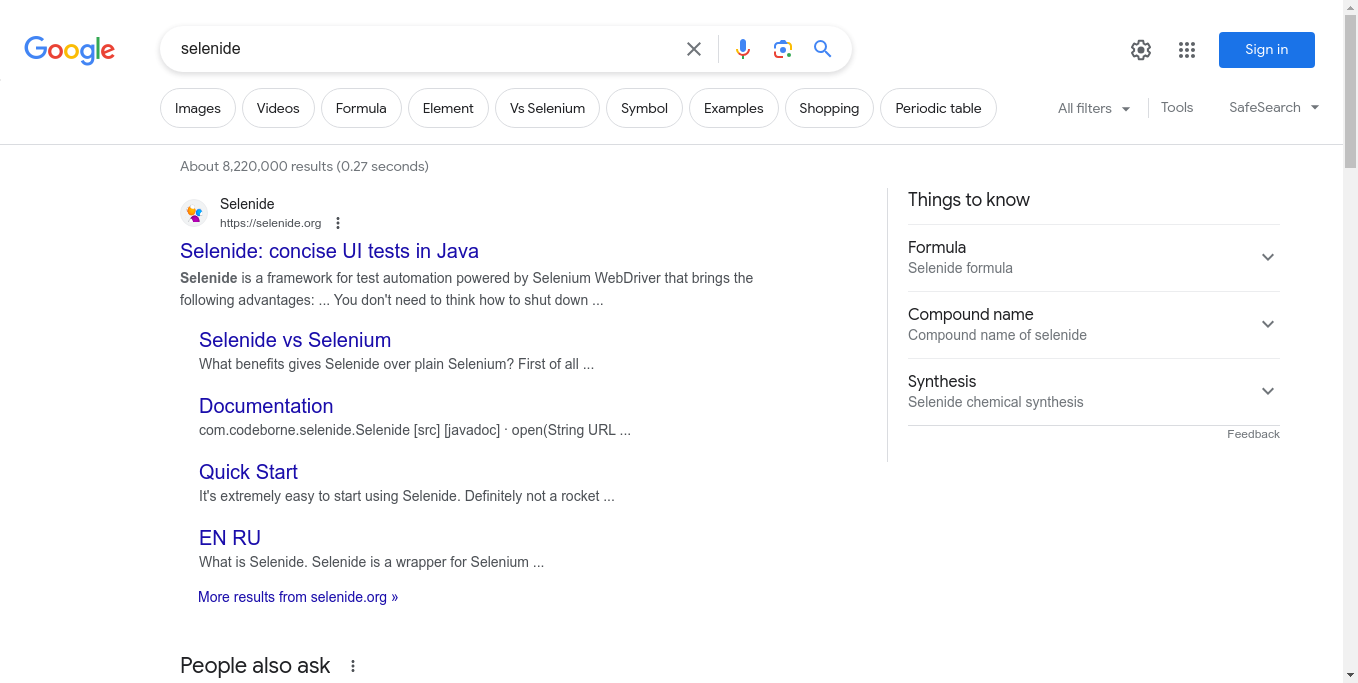 Google
selenide
Sign in
Images
Videos
Formula
Element
Vs Selenium
Symbol
Examples
Shopping
Periodic table
All filters
Tools
SafeSearch
About 8,220,000 results (0.27 seconds)
Selenide
https://selenide.org
Selenide: concise UI tests in Java
Selenide is a framework for test automation powered by Selenium WebDriver that brings the
following advantages: ... You don't need to think how to shut down ...
Selenide vs Selenium
What benefits gives Selenide over plain Selenium? First of all ...
Documentation
com.codeborne.selenide.Selenide [src] [javadoc] · open(String URL ...
Quick Start
It's extremely easy to start using Selenide. Definitely not a rocket ...
EN RU
What is Selenide. Selenide is a wrapper for Selenium ...
More results from selenide.org »
People also ask
Things to know
Formula
Selenide formula
Compound name
Compound name of selenide
Synthesis
Selenide chemical synthesis
Feedback